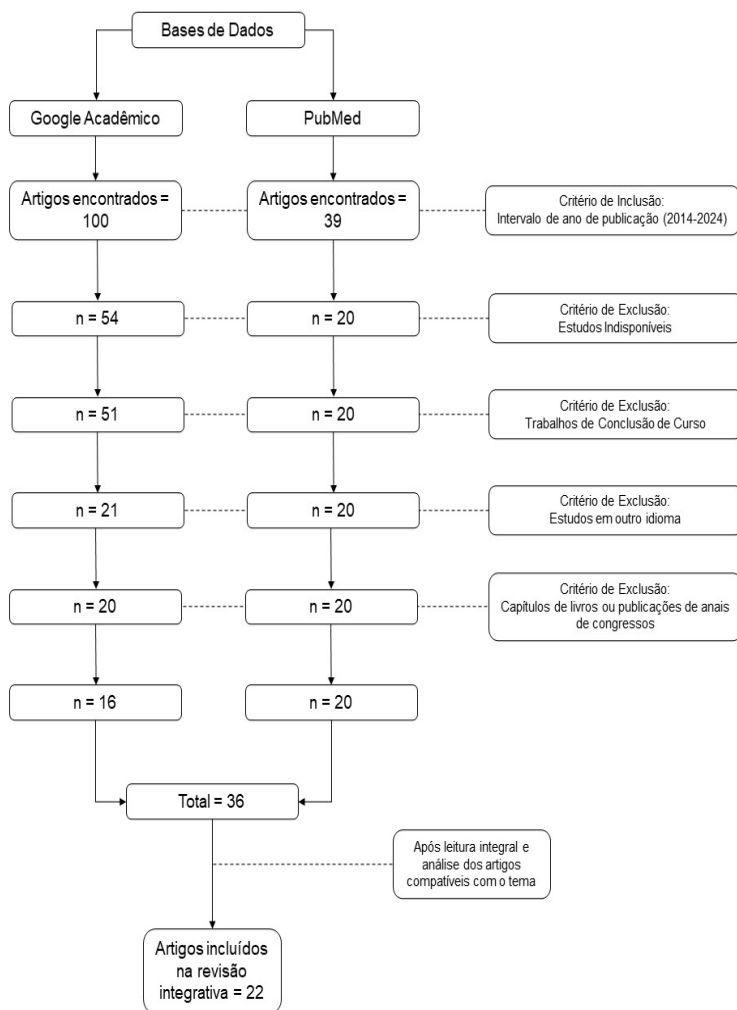 Bases de Dados
Google Acadêmico
PubMed
Artigos encontrados =
100
Artigos encontrados =
39
Critério de Inclusão:
Intervalo de ano de publicação (2014-2024)
n = 54
n = 20
Critério de Exclusão:
Estudos Indisponíveis
n = 51
n = 20
Critério de Exclusão:
Trabalhos de Conclusão de Curso
n = 21
n = 20
Critério de Exclusão:
Estudos em outro idioma
n = 20
n = 20
Critério de Exclusão:
Capítulos de livros ou publicações de anais
de congressos
n = 16
n = 20
Total = 36
Após leitura integral e
análise dos artigos
compatíveis com o tema
Artigos incluídos
na revisão
integrativa = 22